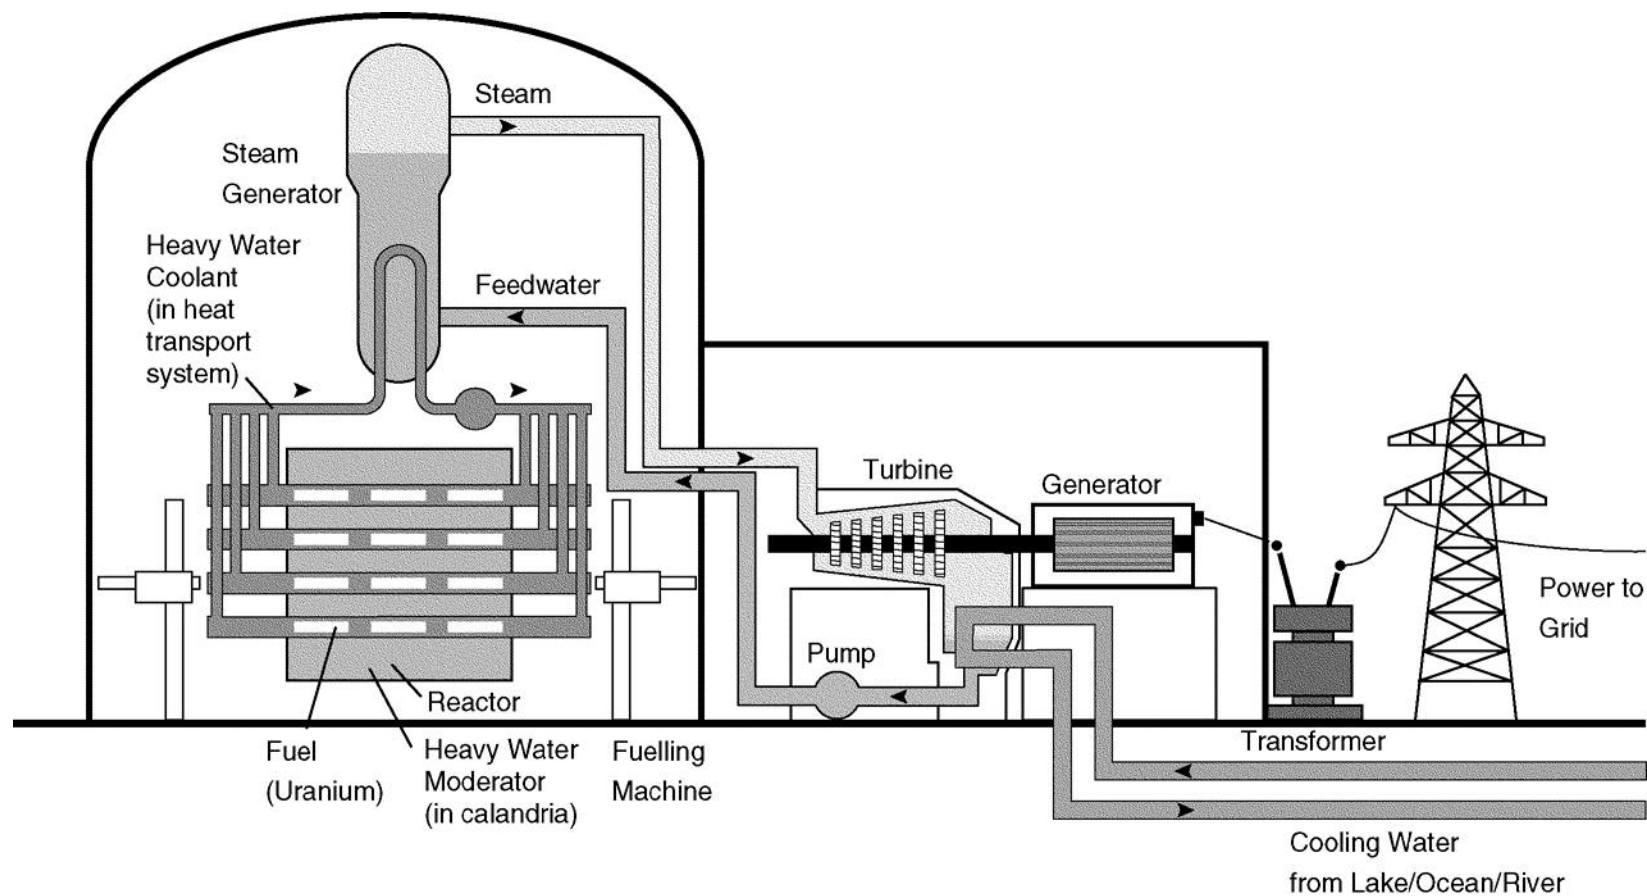 Steam
Steam
Generator
Heavy Water
Coolant
(in heat
transport
system)
Feedwater
Turbine
Generator
Pump
Power to
Grid
Reactor
Fuel
(Uranium)
Heavy Water
Moderator
(in calandria)
Fuelling
Machine
Transformer
Cooling Water
from Lake/Ocean/River